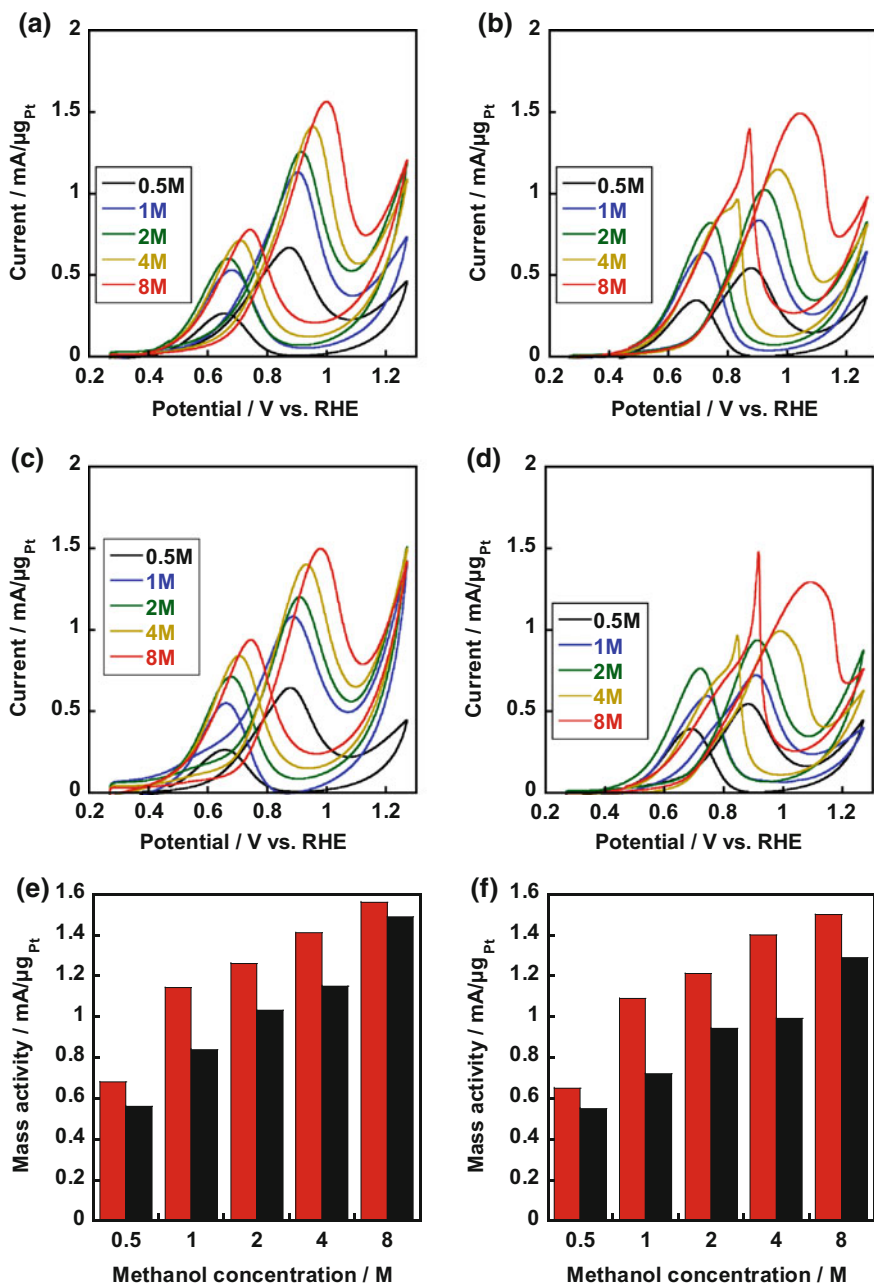 (a)
2
1.5
1
0.5
0
Current / mA/µgPt
0.5M
1M
2M
4M
8M
0.2 0.4 0.6 0.8 1 1.2
Potential / V vs. RHE
(b)
2
1.5
1
0.5
0
Current / mA/µgPt
0.5M
1M
2M
4M
8M
0.2 0.4 0.6 0.8 1 1.2
Potential / V vs. RHE
(c)
2
1.5
1
0.5
0
Current / mA/µgPt
0.5M
1M
2M
4M
8M
0.2 0.4 0.6 0.8 1 1.2
Potential / V vs. RHE
(d)
2
1.5
1
0.5
0
Current / mA/µgPt
0.5M
1M
2M
4M
8M
0.2 0.4 0.6 0.8 1 1.2
Potential / V vs. RHE
(e)
1.6
1.4
1.2
1
0.8
0.6
0.4
0.2
0
Mass activity / mA/µgPt
0.5 1 2 4 8
Methanol concentration / M
(f)
1.6
1.4
1.2
1
0.8
0.6
0.4
0.2
0
Mass activity / mA/µgPt
0.5 1 2 4 8
Methanol concentration / M